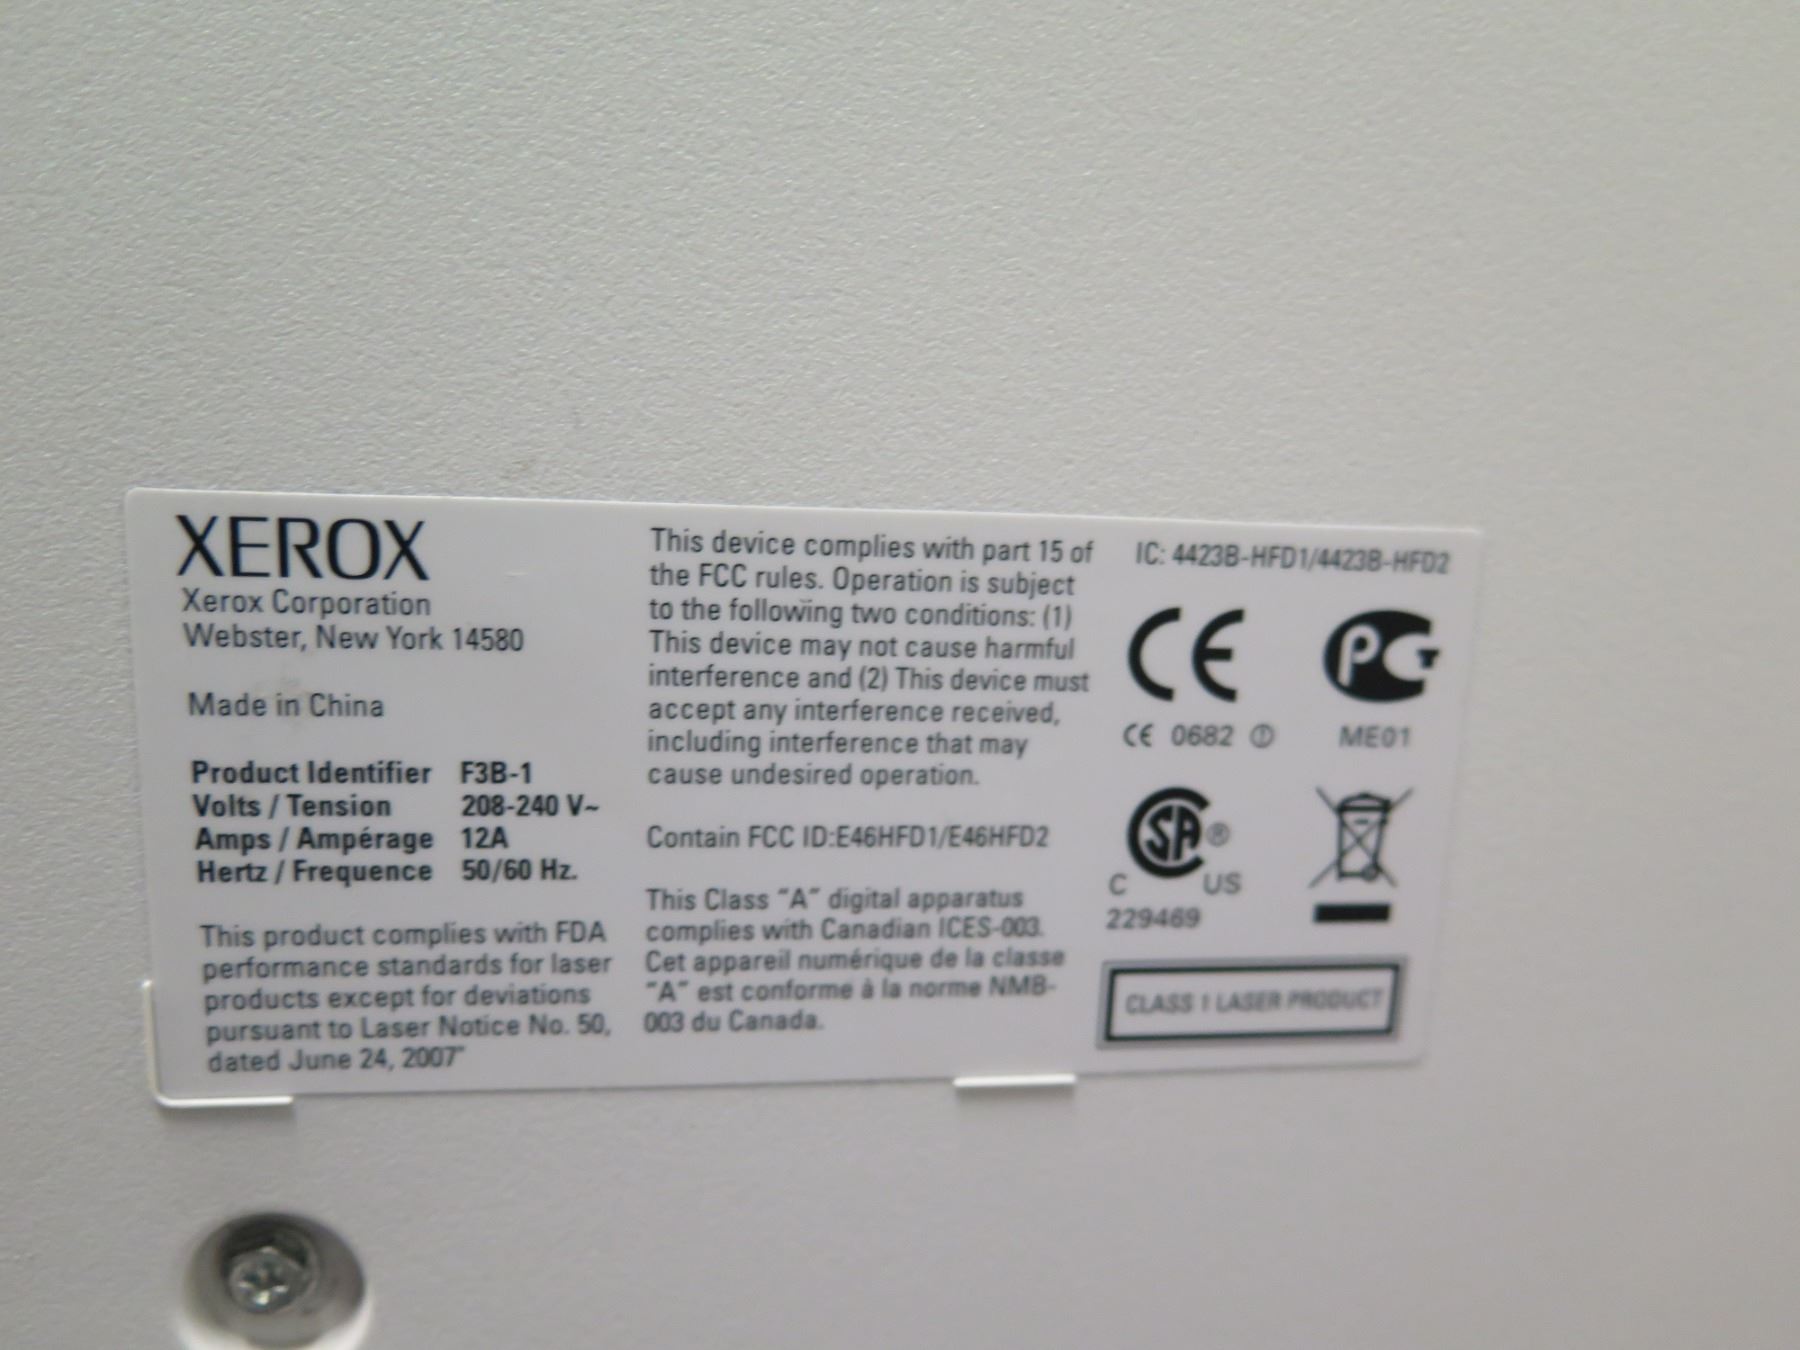 XEROX
Xerox Corporation
Webster, New York 14580
Made in China
Product Identifier F3B-1
Volts / Tension 208-240 V~
Amps / Ampérage 12A
Hertz / Frequence 50/60 Hz.
This product complies with FDA
performance standards for laser
products except for deviations
pursuant to Laser Notice No. 50,
dated June 24, 2007"
This device complies with part 15 of
the FCC rules. Operation is subject
to the following two conditions: (1)
This device may not cause harmful
interference and (2) This device must
accept any interference received,
including interference that may
cause undesired operation.
Contain FCC ID:E46HFD1/E46HFD2
This Class "A" digital apparatus
complies with Canadian ICES-003.
Cet appareil numérique de la classe
"A" est conforme à la norme NMB-
003 du Canada.
IC: 4423B-HFD1/4423B-HFD2
CE
PCT
CE 0682
ME01
SA ®
C US
229469
CLASS 1 LASER PRODUCT